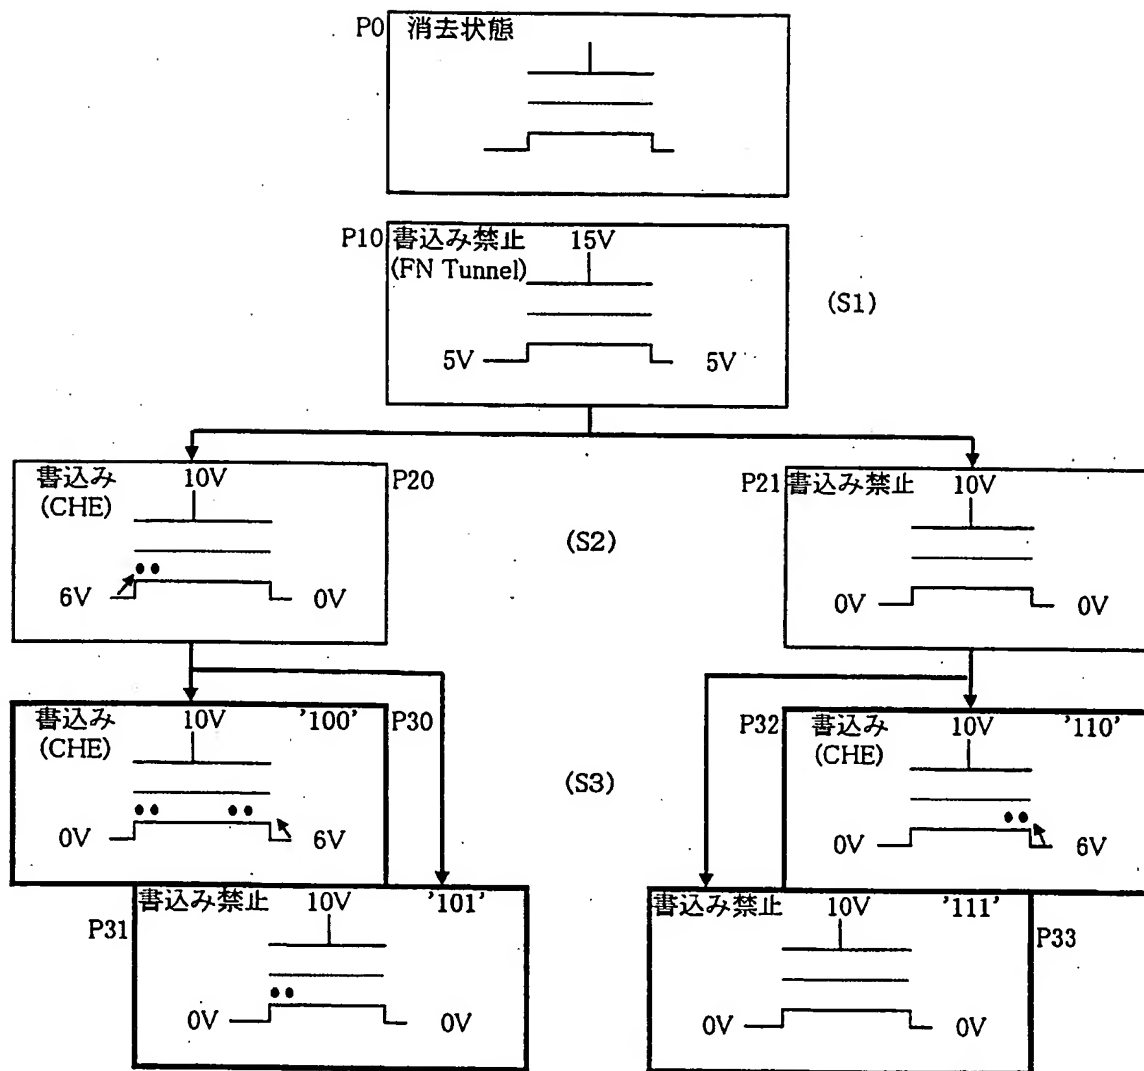 P0 消去状態
P10 書込み禁止 15V
(FN Tunnel)
(S1)
5V 5V
書込み 10V P20
(CHE)
6V 0V
(S2)
P21 書込み禁止 10V
0V 0V
書込み 10V '100' P30
(CHE)
0V 6V
(S3)
P32 書込み 10V '110'
(CHE)
0V 6V
P31 書込み禁止 10V '101'
0V 0V
書込み禁止 10V '111' P33
0V 0V